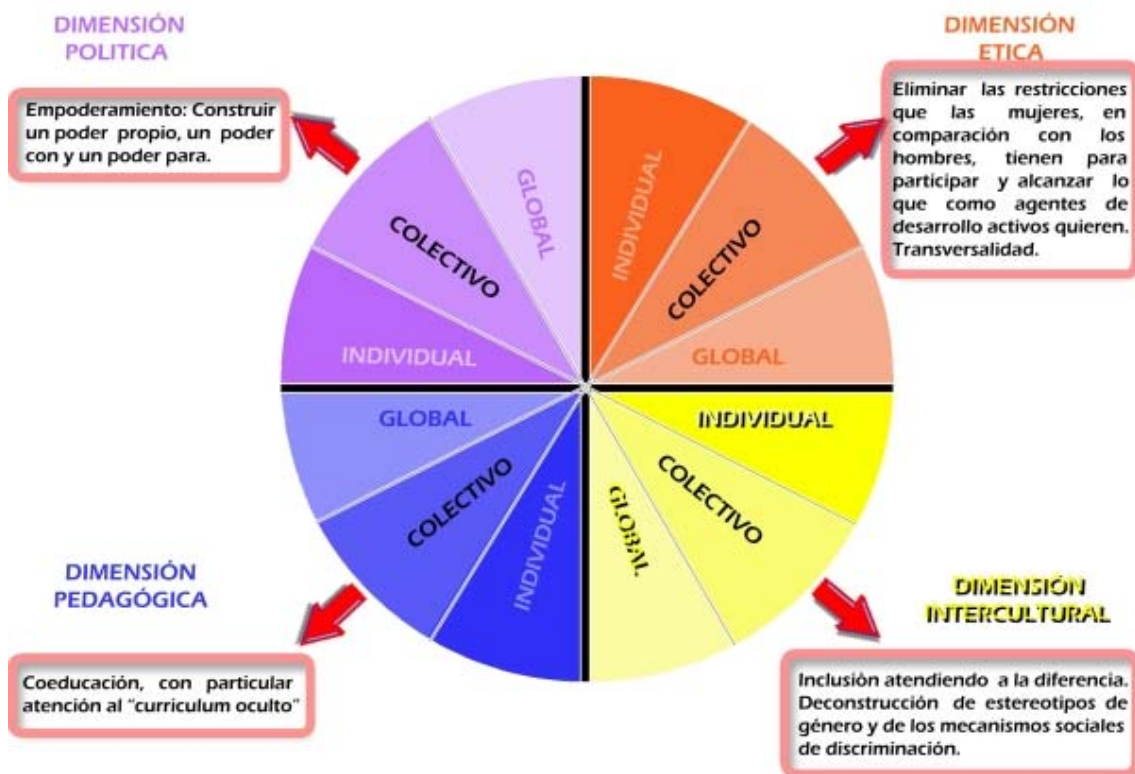 DIMENSIÓN
POLITICA
Empoderamiento: Construir
un poder propio, un poder
con y un poder para.
DIMENSIÓN
ETICA
Eliminar las restricciones
que las mujeres, en
comparación con los
hombres, tienen para
participar y alcanzar lo
que como agentes de
desarrollo activos quieren.
Transversalidad.
INDIVIDUAL
COLECTIVO
GLOBAL
INDIVIDUAL
COLECTIVO
GLOBAL
GLOBAL
COLECTIVO
INDIVIDUAL
INDIVIDUAL
COLECTIVO
GLOBAL
DIMENSIÓN
PEDAGÓGICA
Coeducación, con particular
atención al "curriculum oculto"
DIMENSIÓN
INTERCULTURAL
Inclusión atendiendo a la diferencia.
Deconstrucción de estereotipos de
género y de los mecanismos sociales
de discriminación.